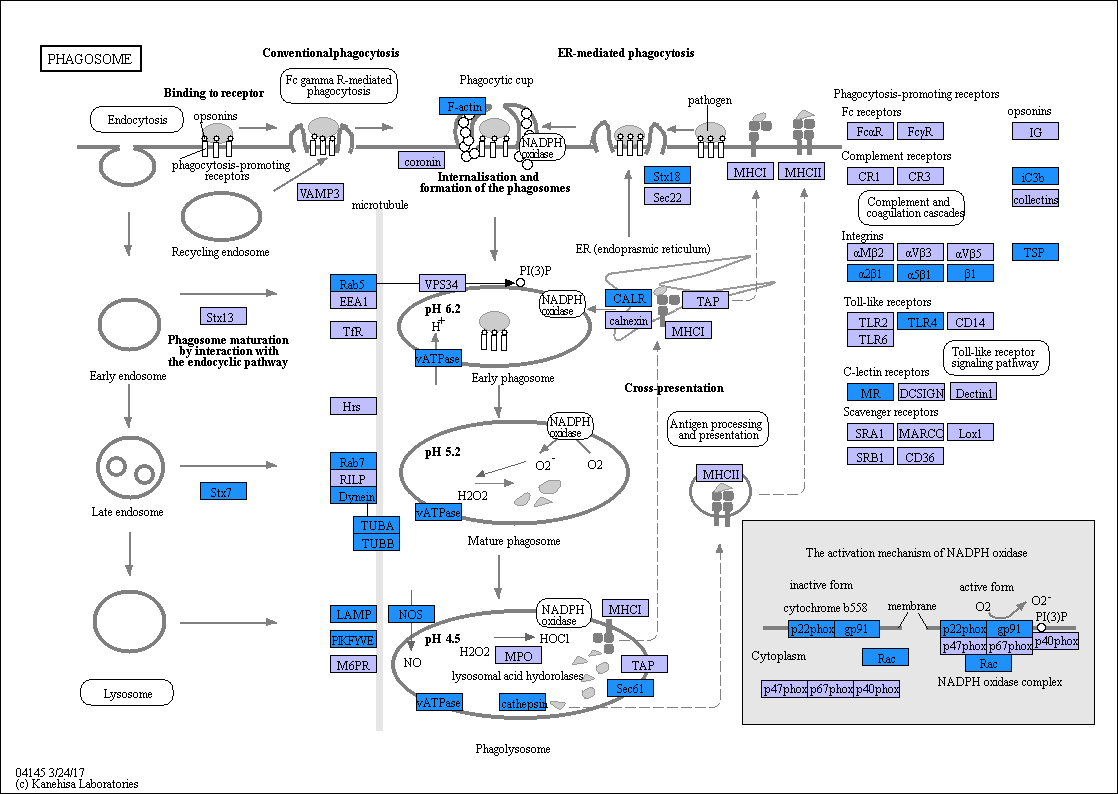 PHAGOSOME
Conventionalphagocytosis
ER-mediated phagocytosis
Fc gamma R-mediated
phagocytosis
Phagocytic cup
Binding to receptor
Endocytosis
opsonins
F-actin
pathogen
NADPH
oxidase
phagocytosis-promoting
receptors
coronin
Internalisation and
formation of the phagosomes
Stx18
Sec22
MHCI
MHCII
VAMP3
microtubule
Recycling endosome
ER (endoprasmic reticulum)
Phagocytosis-promoting receptors
Fc receptors
opsonins
FcαR
FcγR
IG
Complement receptors
CR1
CR3
iC3b
collectins
Complement and
coagulation cascades
Integrins
αMβ2
αVβ3
αVβ5
TSP
α2β1
α5β1
β1
Toll-like receptors
TLR2
TLR4
CD14
TLR6
Toll-like receptor
signaling pathway
C-lectin receptors
MR
DCSIGN
Dectin1
Scavenger receptors
SRA1
MARCO
Lox1
SRB1
CD36
Rab5
EEA1
VPS34
PI(3)P
TfR
pH 6.2
H+
vATPase
NADPH
oxidase
CALR
calnexin
TAP
MHCI
Stx13
Phagosome maturation
by interaction with
the endocyclic pathway
Early endosome
Early phagosome
Cross-presentation
Hrs
Antigen processing
and presentation
NADPH
oxidase
pH 5.2
O2-
O2
H2O2
vATPase
Rab7
RILP
Dynein
TUBA
TUBB
Stx7
Late endosome
Mature phagosome
MHCII
LAMP
PIKFYVE
M6PR
NOS
NO
NADPH
oxidase
MHCI
pH 4.5
HOCl
H2O2
MPO
lysosomal acid hydorolases
TAP
Sec61
vATPase
cathepsin
Lysosome
Phagolysosome
The activation mechanism of NADPH oxidase
inactive form
active form
cytochrome b558
membrane
O2
O2-
PI(3)P
p22phox
gp91
p22phox
gp91
p47phox
p67phox
p40phox
Cytoplasm
Rac
Rac
p47phox
p67phox
p40phox
NADPH oxidase complex
04145 3/24/17
(c) Kanehisa Laboratories